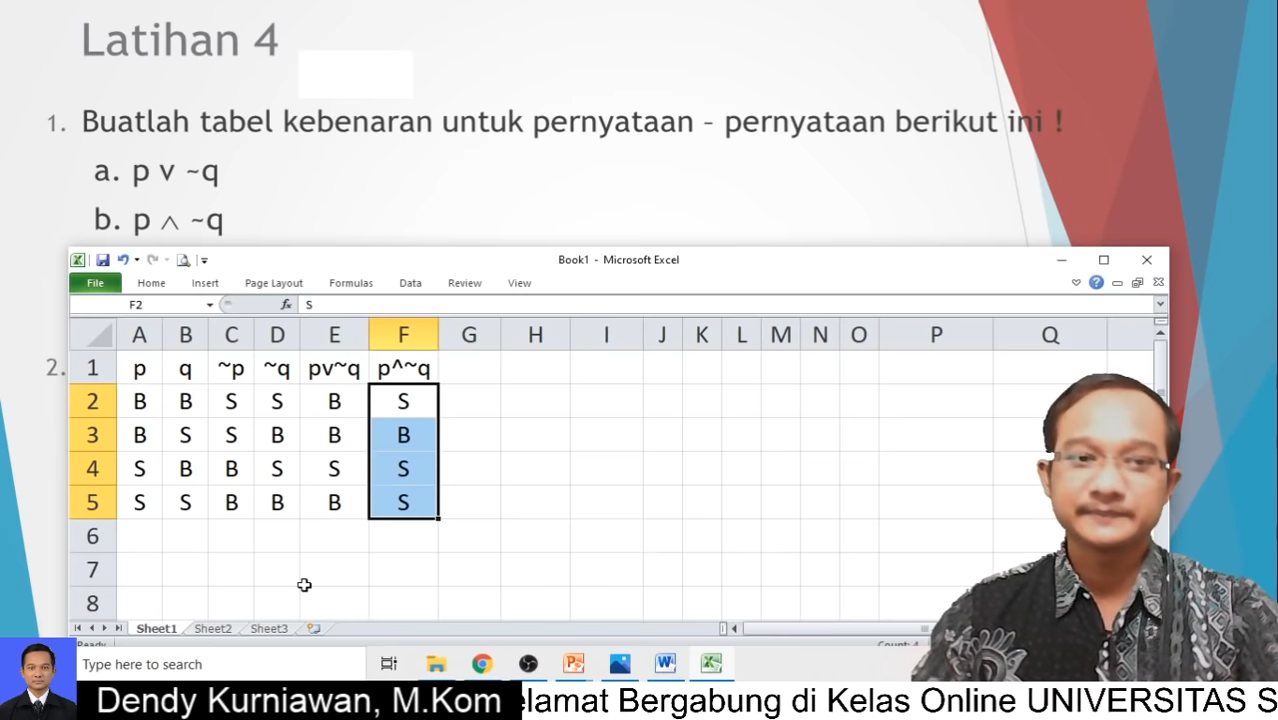 Latihan 4
1. Buatlah tabel kebenaran untuk pernyataan – pernyataan berikut ini !
a. p v ~q
b. p ∧ ~q
2.
Book1 - Microsoft Excel
File Home Insert Page Layout Formulas Data Review View
F2 fx S
A B C D E F G H I J K L M N O P Q
1 p q ~p ~q pv~q p^~q
2 B B S S B S
3 B S S B B B
4 S B B S S S
5 S S B B B S
6
7
8
Sheet1 Sheet2 Sheet3
Ready Count: 4
Type here to search
Dendy Kurniawan, M.Kom elamat Bergabung di Kelas Online UNIVERSITAS S